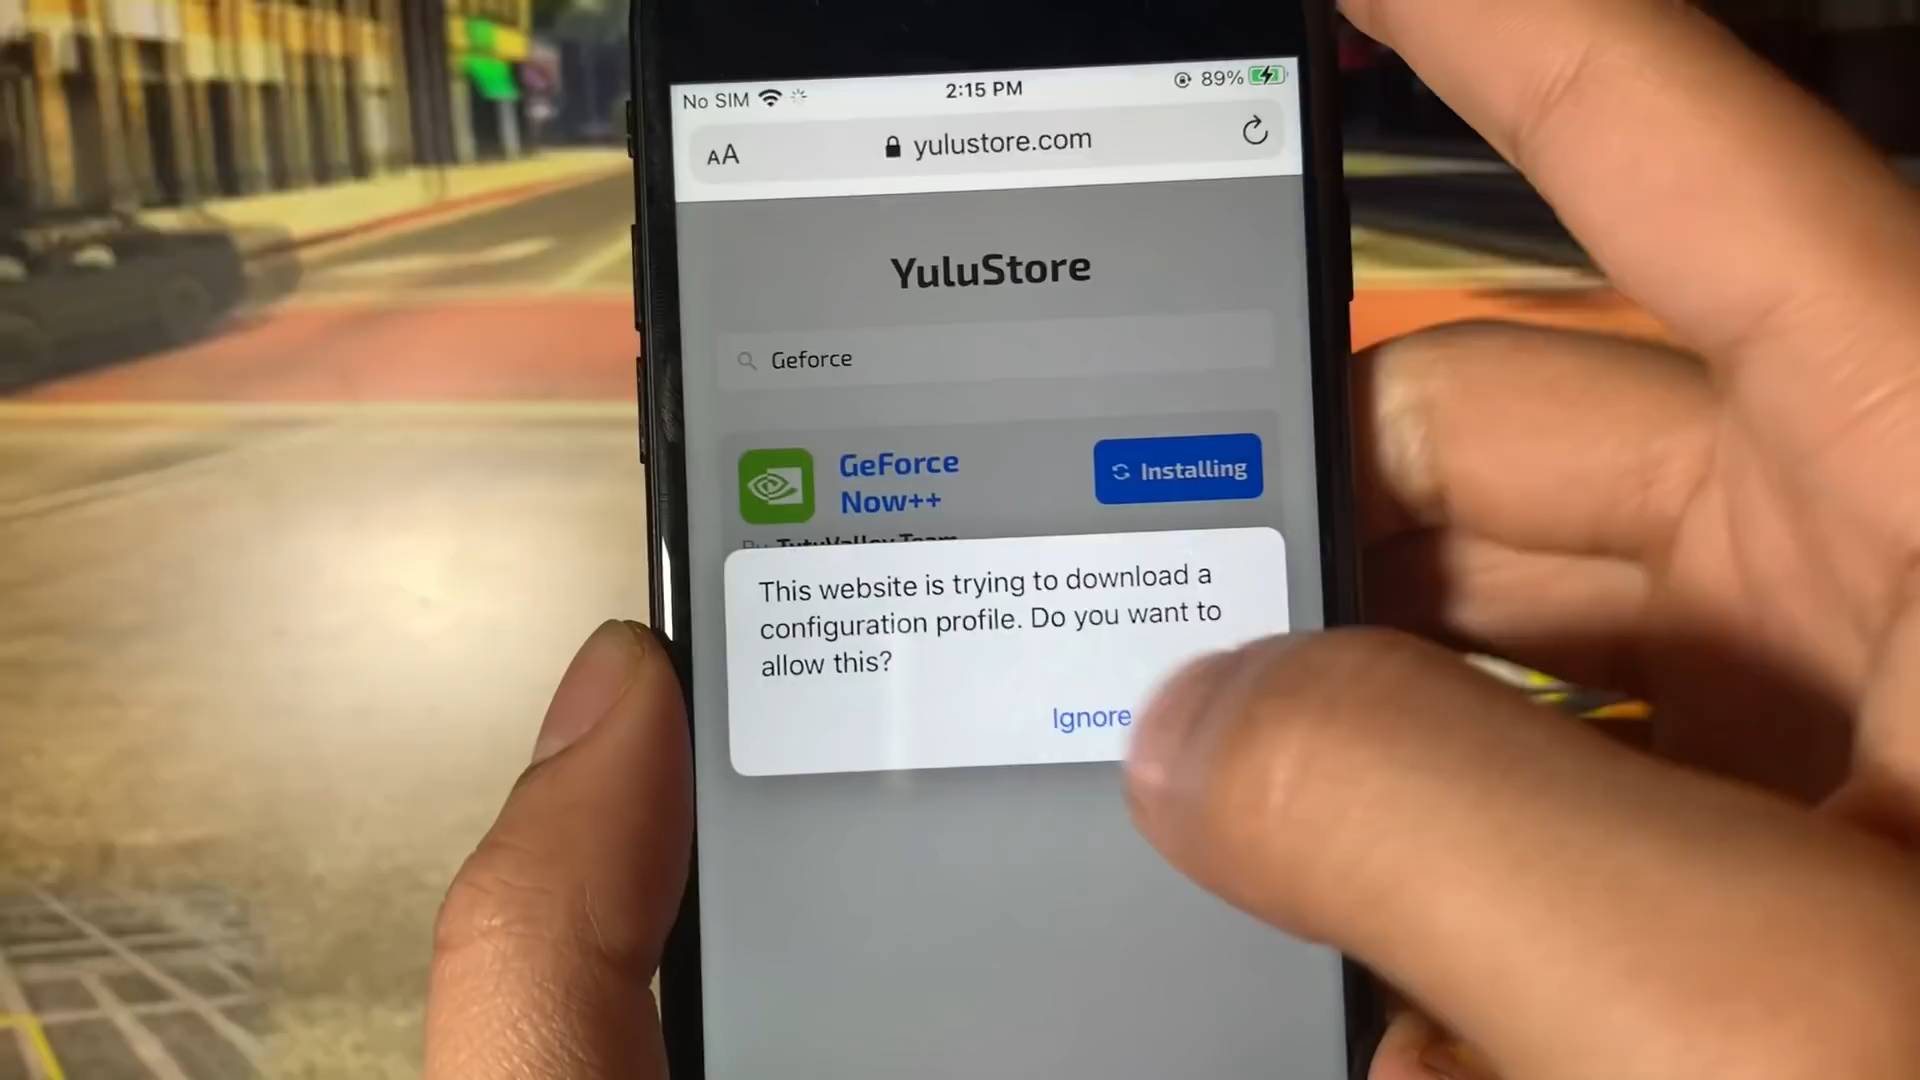 No SIM 2:15 PM 89%
AA yulustore.com
YuluStore
Geforce
GeForce
Now++
Installing
By TutuValley Team
This website is trying to download a
configuration profile. Do you want to
allow this?
Ignore